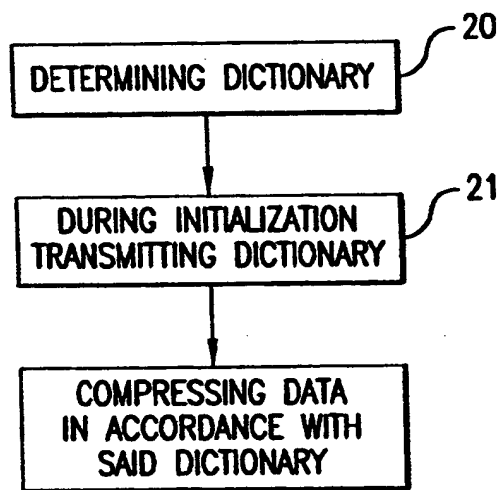 20
DETERMINING DICTIONARY
21
DURING INITIALIZATION
TRANSMITTING DICTIONARY
COMPRESSING DATA
IN ACCORDANCE WITH
SAID DICTIONARY